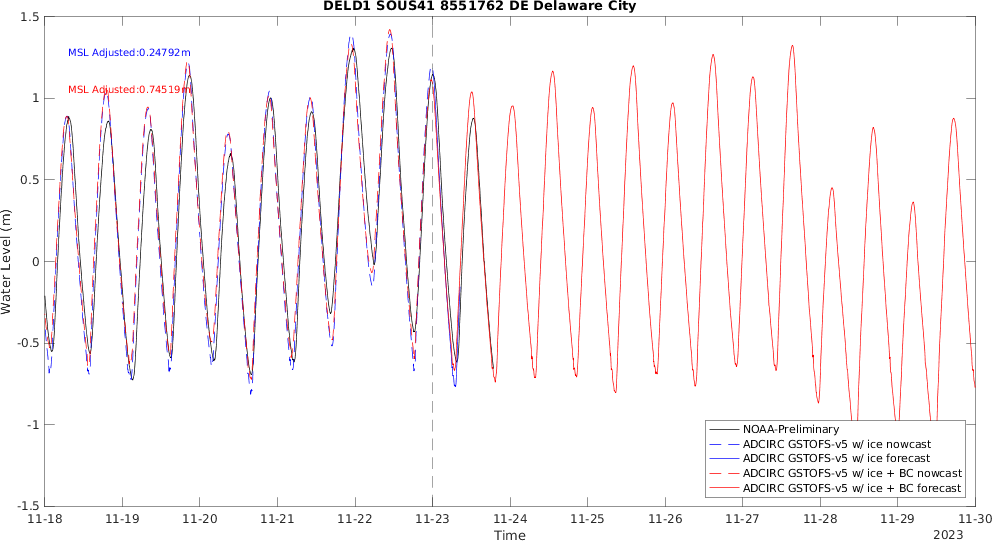 DELD1 SOUS41 8551762 DE Delaware City
1.5
MSL Adjusted:0.24792m
MSL Adjusted:0.74519m
1
0.5
0
-0.5
-1
-1.5
Water Level (m)
NOAA-Preliminary
ADCIRC GSTOFS-v5 w/ ice nowcast
ADCIRC GSTOFS-v5 w/ ice forecast
ADCIRC GSTOFS-v5 w/ ice + BC nowcast
ADCIRC GSTOFS-v5 w/ ice + BC forecast
11-18 11-19 11-20 11-21 11-22 11-23 11-24 11-25 11-26 11-27 11-28 11-29 11-30
Time
2023